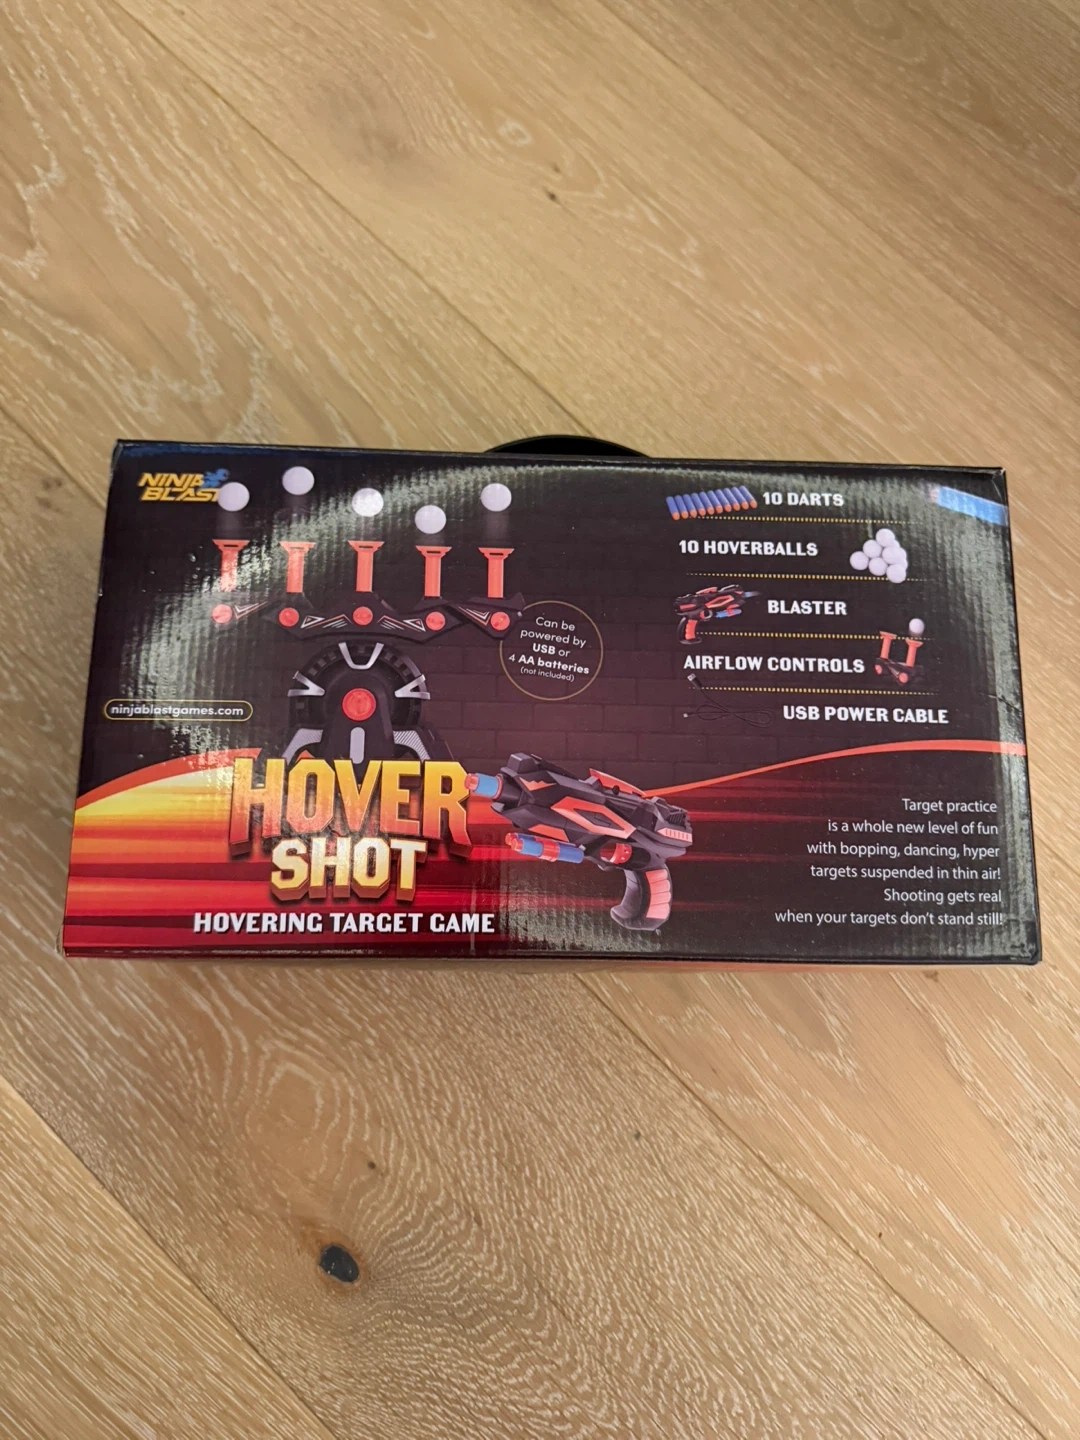 NINJA
BLAST
10 DARTS
10 HOVERBALLS
BLASTER
AIRFLOW CONTROLS
USB POWER CABLE
Can be
powered by
USB or
4 AA batteries
(not included)
ninjablastgames.com
HOVER
SHOT
HOVERING TARGET GAME
Target practice
is a whole new level of fun
with bopping, dancing, hyper
targets suspended in thin air!
Shooting gets real
when your targets don't stand still!